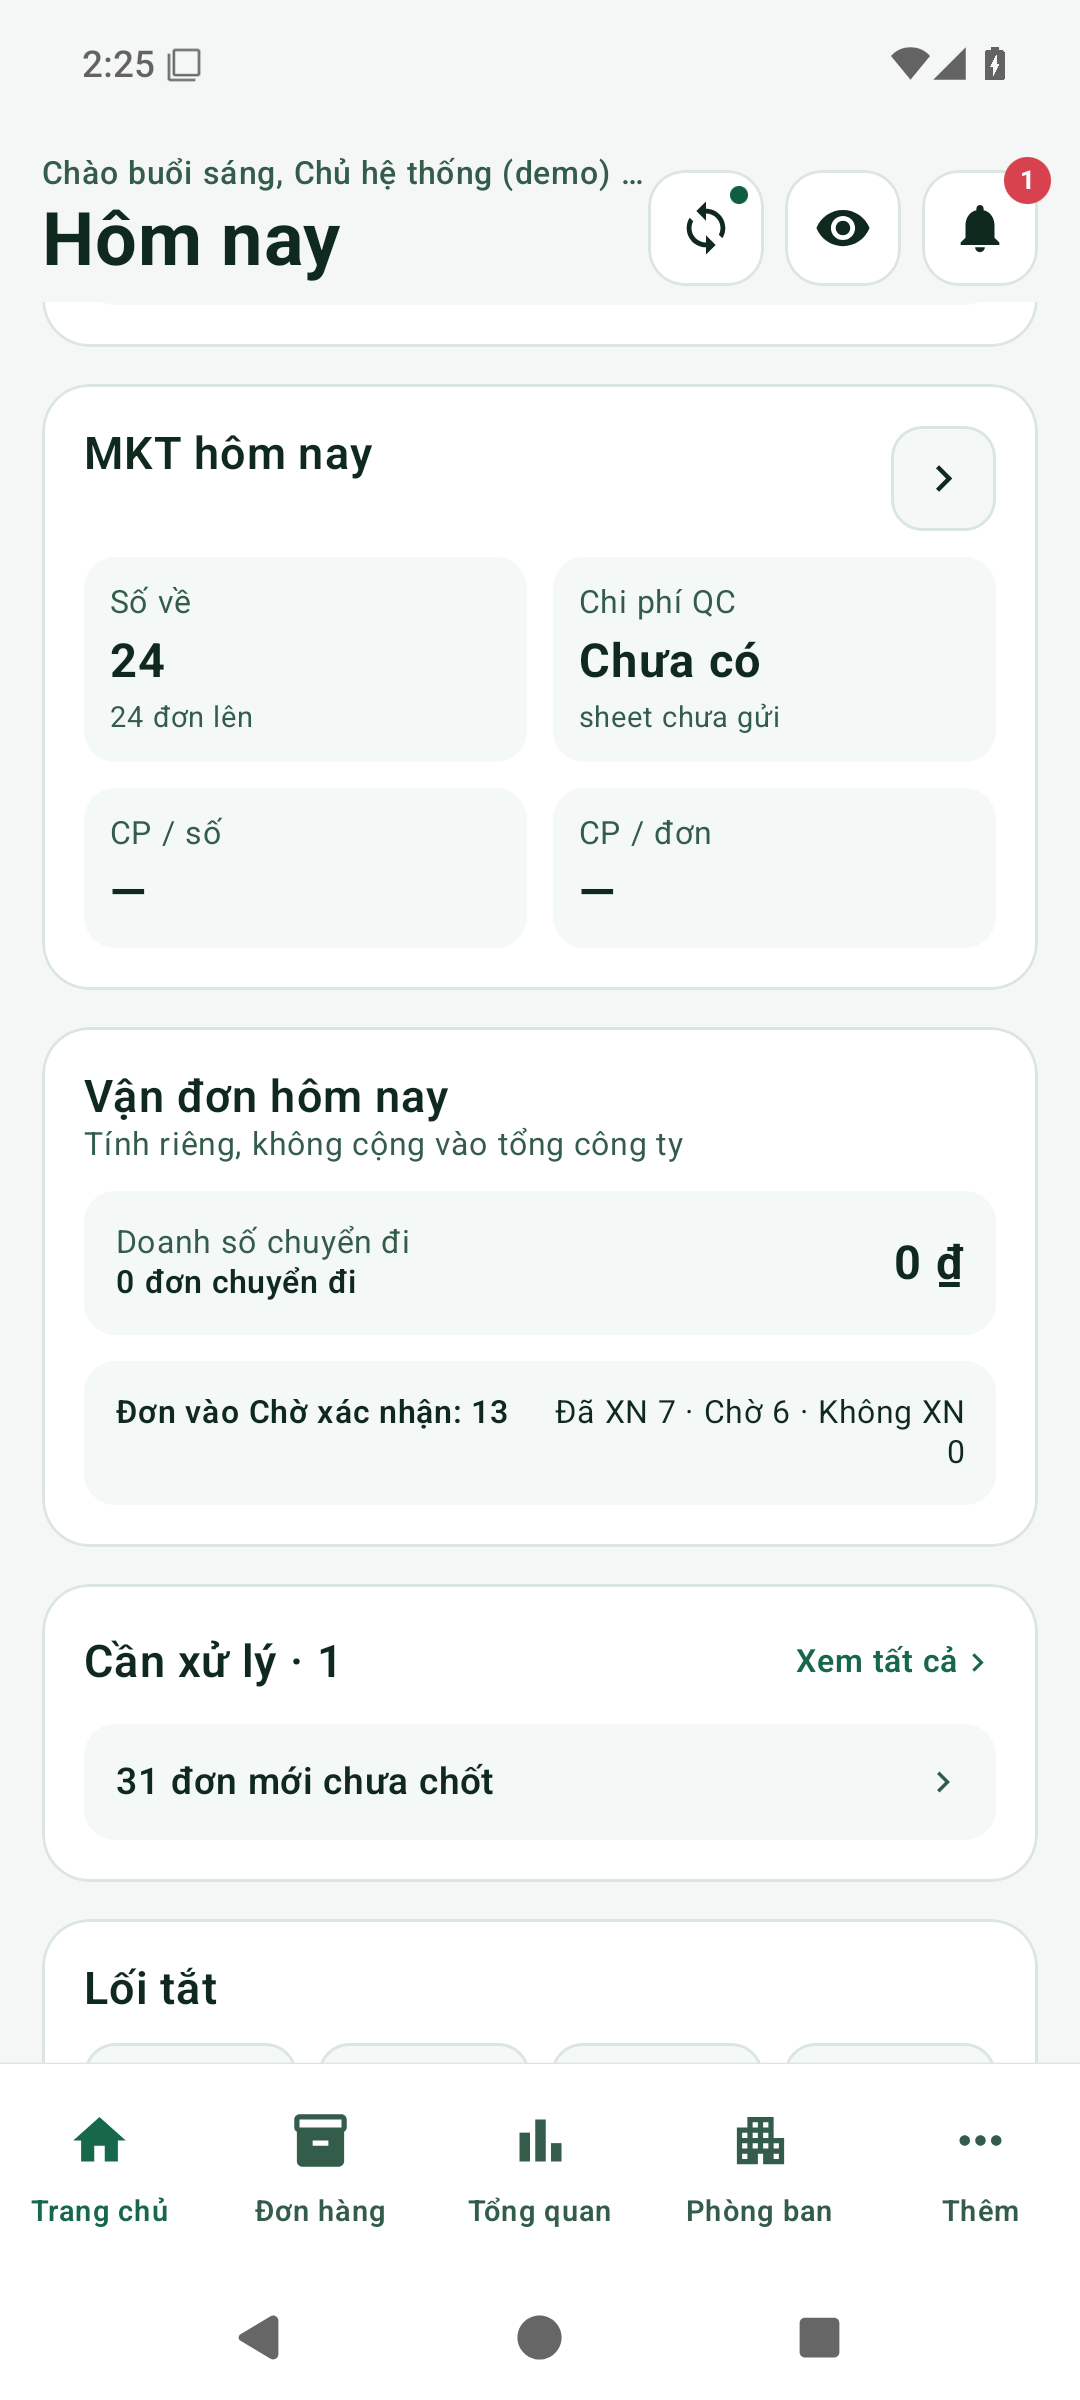 2:25
Chào buổi sáng, Chủ hệ thống (demo) ...
Hôm nay
1
MKT hôm nay
Số về
24
24 đơn lên
Chi phí QC
Chưa có
sheet chưa gửi
CP / số
—
CP / đơn
—
Vận đơn hôm nay
Tính riêng, không cộng vào tổng công ty
Doanh số chuyển đi
0 đơn chuyển đi
0 ₫
Đơn vào Chờ xác nhận: 13
Đã XN 7 · Chờ 6 · Không XN
0
Cần xử lý · 1
Xem tất cả
31 đơn mới chưa chốt
Lối tắt
Trang chủ
Đơn hàng
Tổng quan
Phòng ban
Thêm